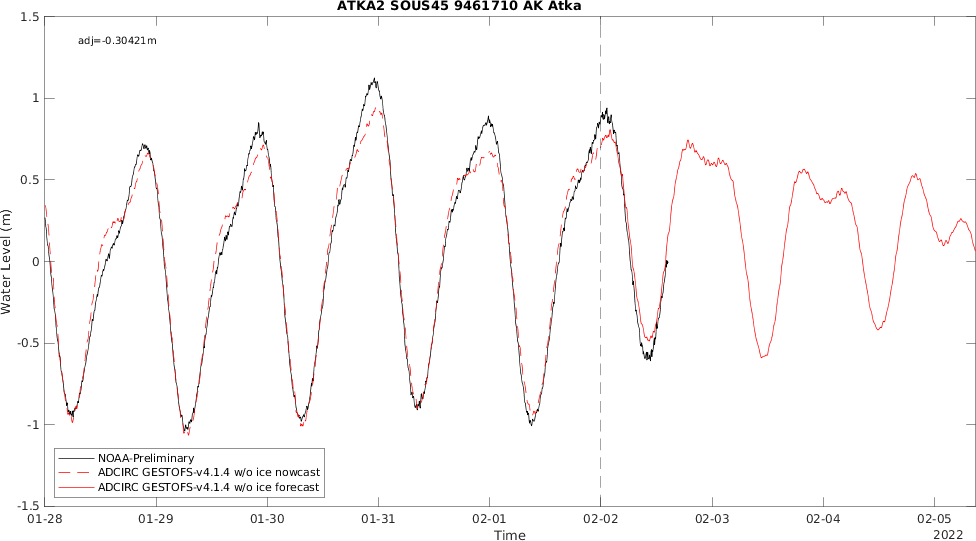 ATKA2 SOUS45 9461710 AK Atka
adj=-0.30421m
Water Level (m)
1.5
1
0.5
0
-0.5
-1
-1.5
NOAA-Preliminary
ADCIRC GESTOFS-v4.1.4 w/o ice nowcast
ADCIRC GESTOFS-v4.1.4 w/o ice forecast
01-28 01-29 01-30 01-31 02-01 02-02 02-03 02-04 02-05
Time
2022